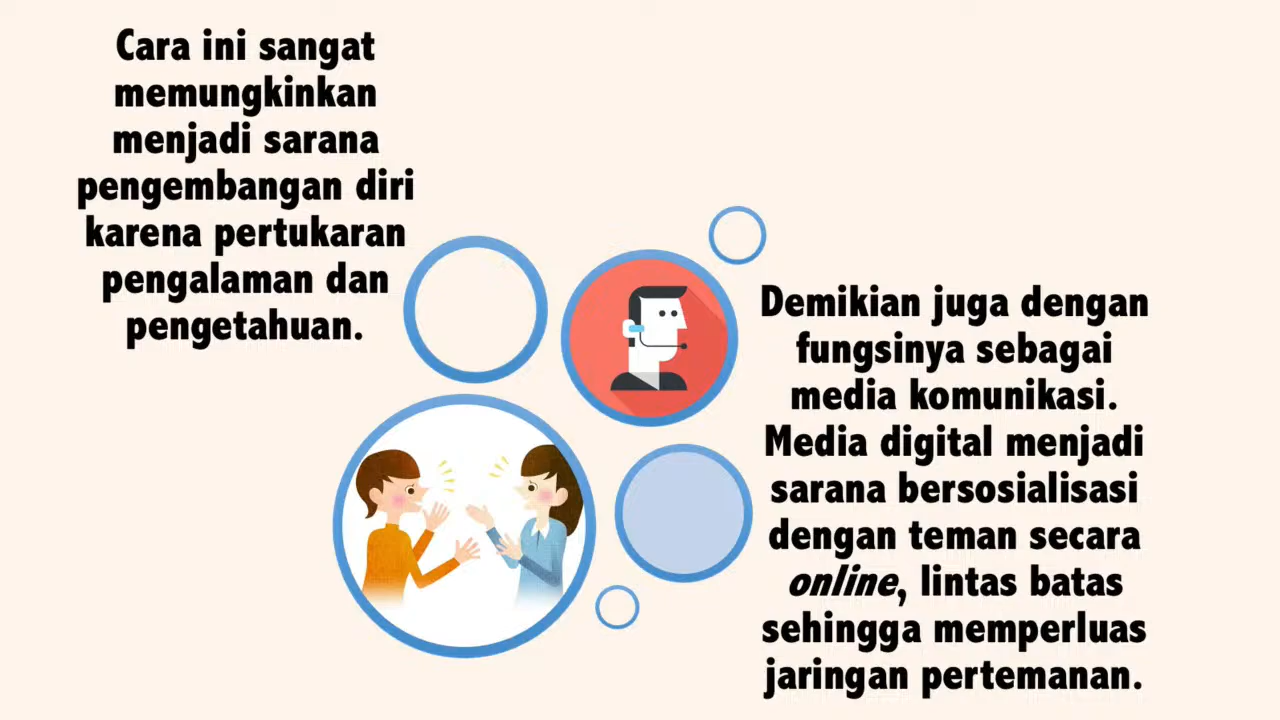 Cara ini sangat
memungkinkan
menjadi sarana
pengembangan diri
karena pertukaran
pengalaman dan
pengetahuan.
Demikian juga dengan
fungsinya sebagai
media komunikasi.
Media digital menjadi
sarana bersosialisasi
dengan teman secara
online, lintas batas
sehingga memperluas
jaringan pertemanan.